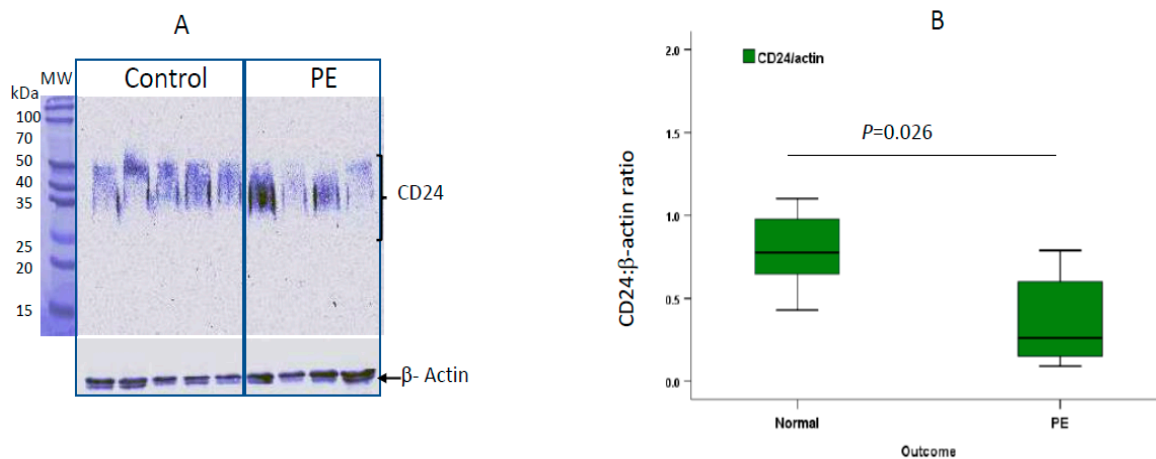 A
MW
Control
PE
kDa
100
70
50
40
35
25
20
15
CD24
β- Actin
B
CD24/actin
P=0.026
CD24:β-actin ratio
2.0
1.5
1.0
0.5
0.0
Normal
PE
Outcome